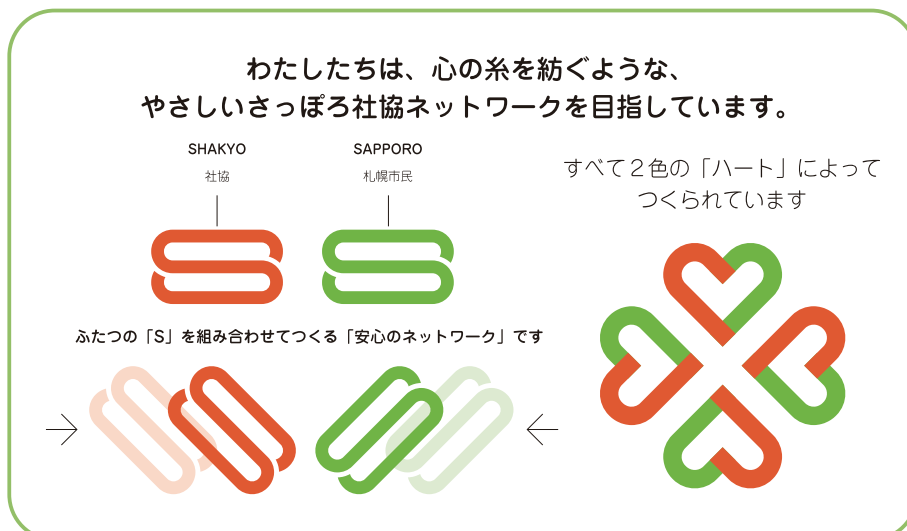 わたしたちは、心の糸を紡ぐような、
やさしいさっぽろ社協ネットワークを目指しています。
SHAKYO
社協
SAPPORO
札幌市民
ふたつの「S」を組み合わせてつくる「安心のネットワーク」です
すべて2色の「ハート」によって
つくられています